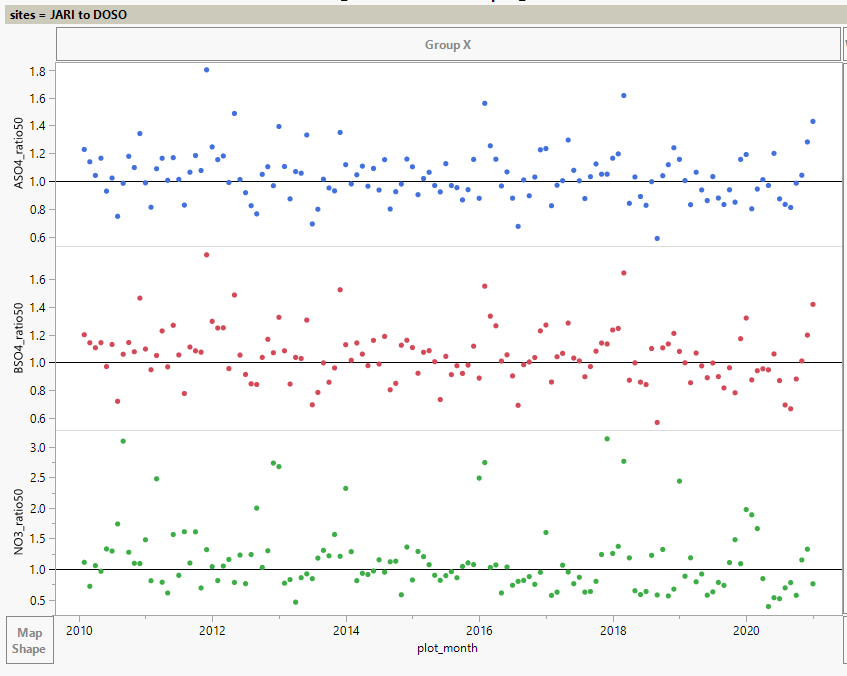 sites = JARI to DOSO
Group X
ASO4_ratio50
1.8
1.6
1.4
1.2
1.0
0.8
0.6
BSO4_ratio50
1.6
1.4
1.2
1.0
0.8
0.6
NO3_ratio50
3.0
2.5
2.0
1.5
1.0
0.5
Map
Shape
2010 2012 2014 2016 2018 2020
plot_month